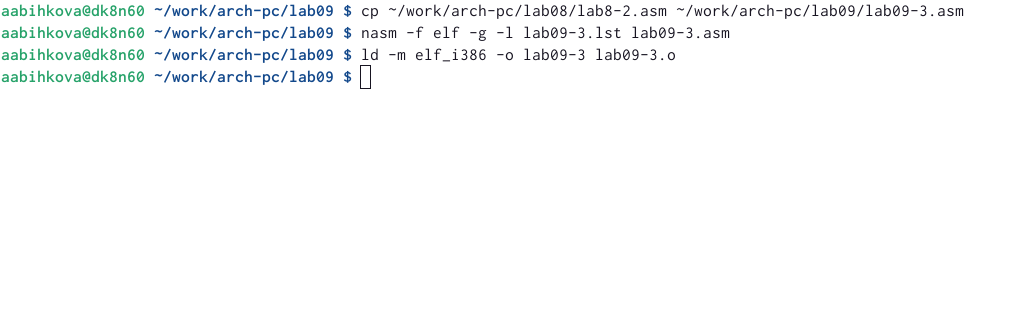 aabihkova@dk8n60 ~/work/arch-pc/lab09 $ cp ~/work/arch-pc/lab08/lab8-2.asm ~/work/arch-pc/lab09/lab09-3.asm
aabihkova@dk8n60 ~/work/arch-pc/lab09 $ nasm -f elf -g -l lab09-3.lst lab09-3.asm
aabihkova@dk8n60 ~/work/arch-pc/lab09 $ ld -m elf_i386 -o lab09-3 lab09-3.o
aabihkova@dk8n60 ~/work/arch-pc/lab09 $